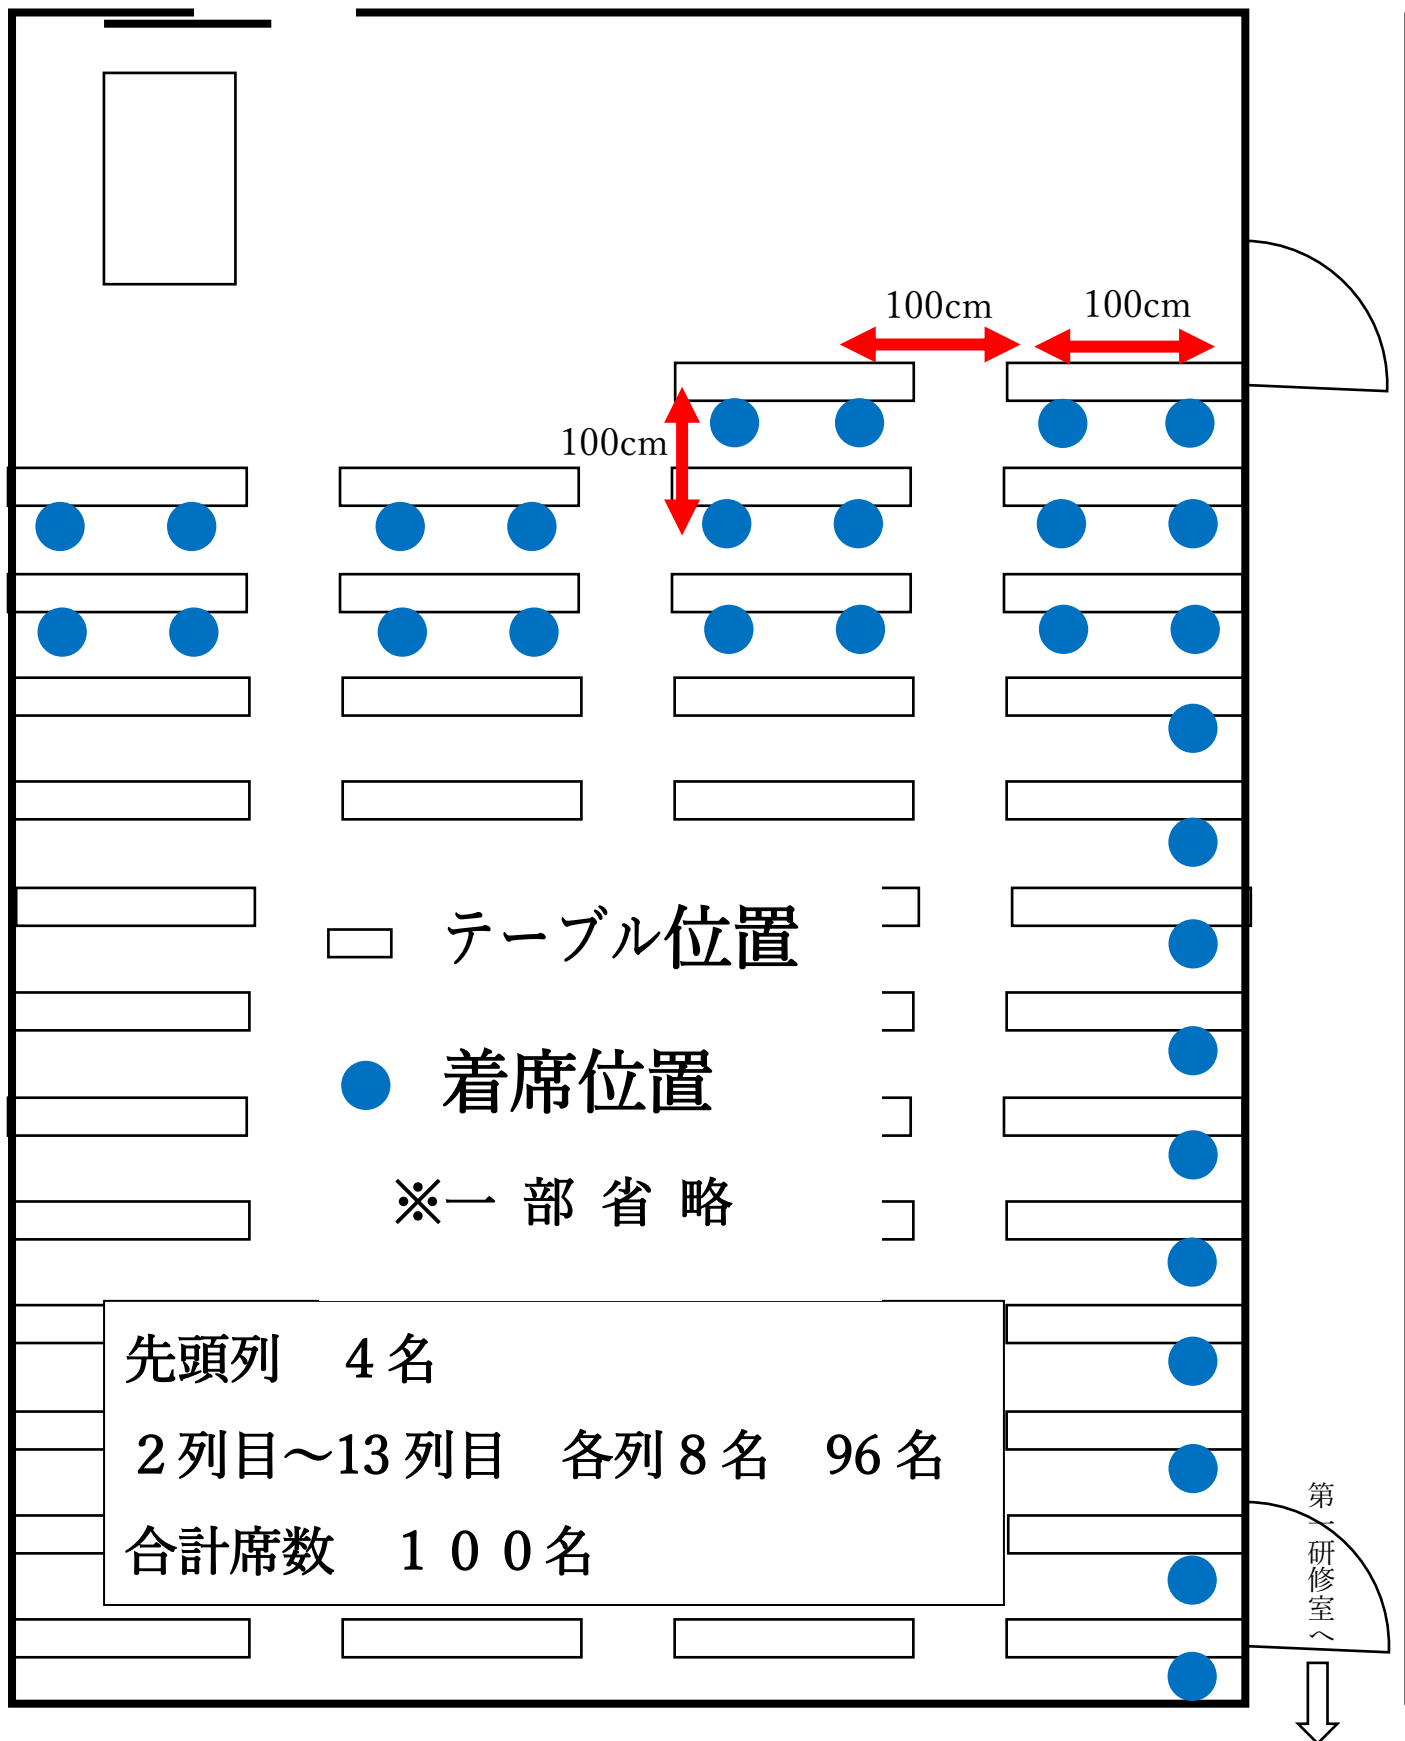 100cm
100cm
100cm
テーブル位置
着席位置
※一部省略
先頭列　４名
２列目～13列目　各列８名　96名
合計席数　１００名
第一研修室へ